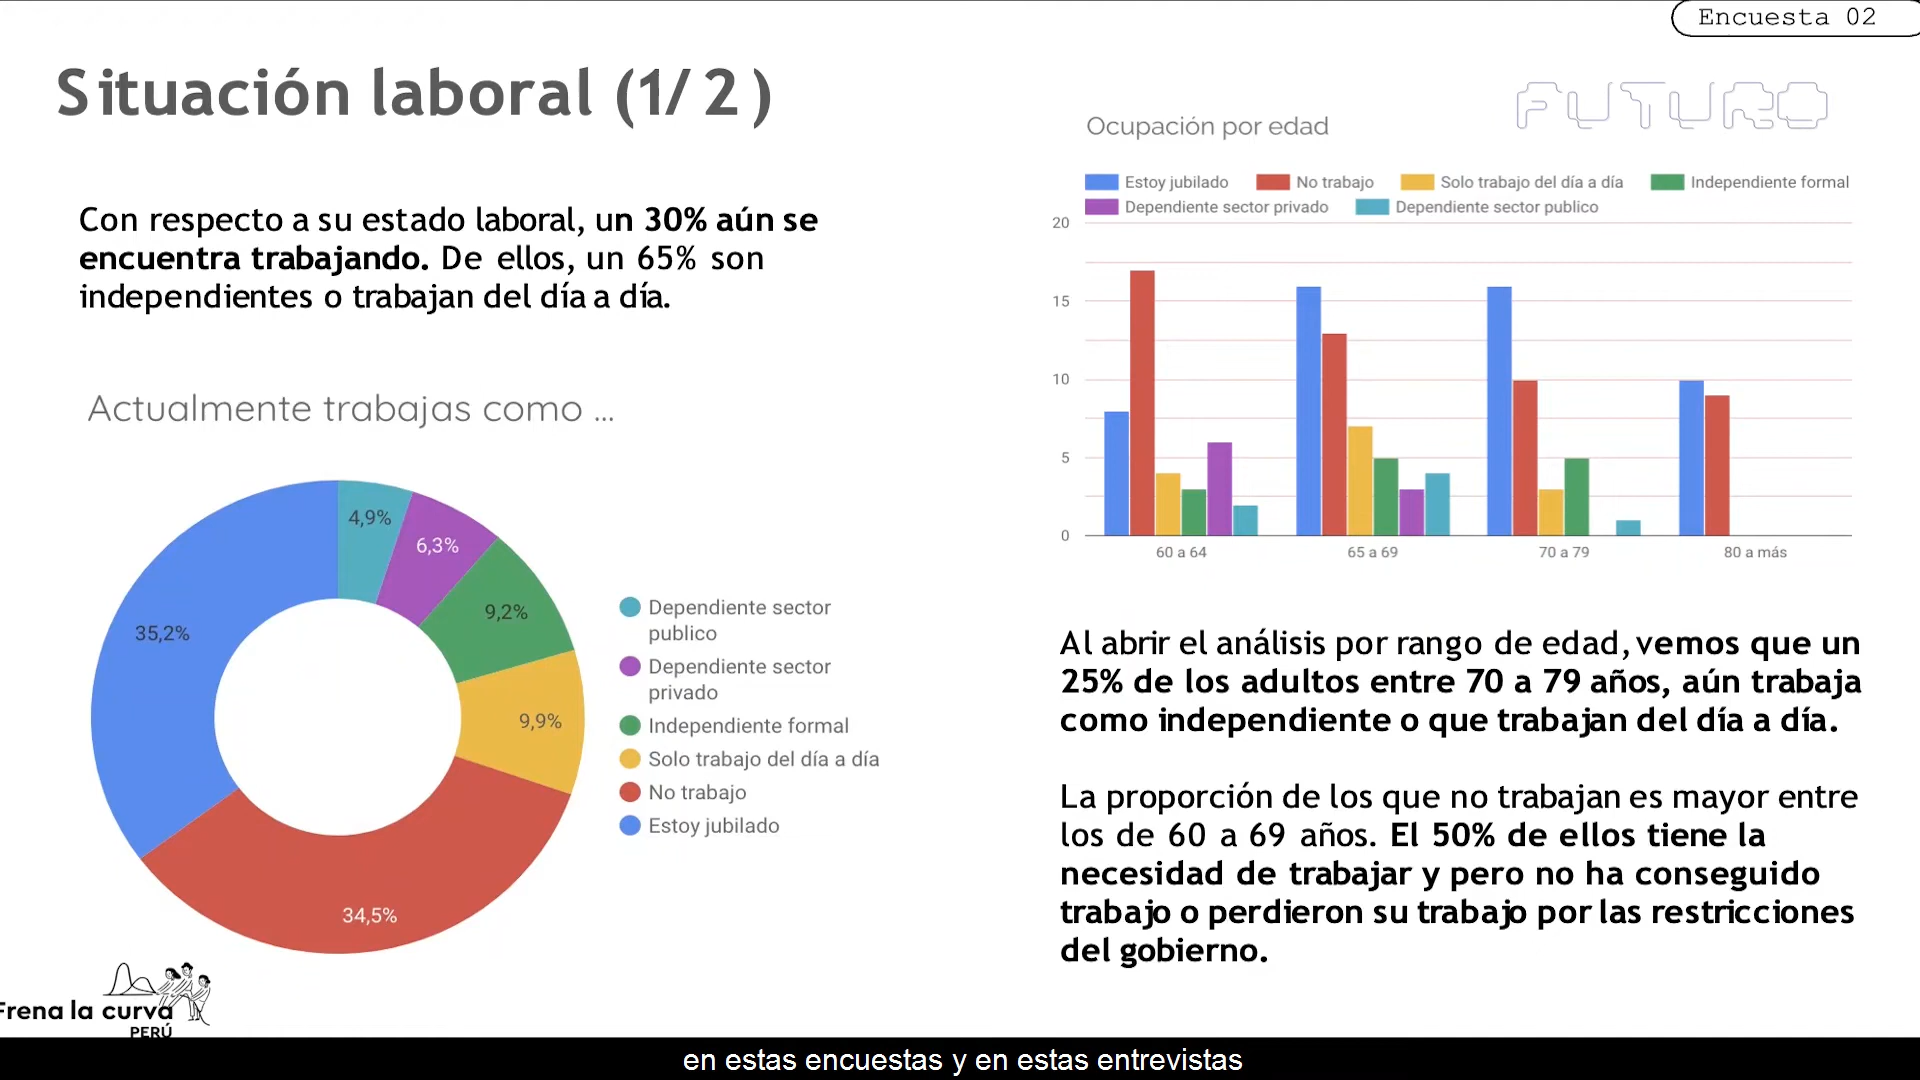 Encuesta 02
Situación laboral (1/2)
FUTURO
Con respecto a su estado laboral, un 30% aún se
encuentra trabajando. De ellos, un 65% son
independientes o trabajan del día a día.
Actualmente trabajas como ...
4,9%
6,3%
9,2%
9,9%
34,5%
35,2%
Dependiente sector
publico
Dependiente sector
privado
Independiente formal
Solo trabajo del día a día
No trabajo
Estoy jubilado
Ocupación por edad
Estoy jubilado No trabajo Solo trabajo del día a día Independiente formal
Dependiente sector privado Dependiente sector publico
20
15
10
5
0
60 a 64 65 a 69 70 a 79 80 a más
Al abrir el análisis por rango de edad, vemos que un
25% de los adultos entre 70 a 79 años, aún trabaja
como independiente o que trabajan del día a día.
La proporción de los que no trabajan es mayor entre
los de 60 a 69 años. El 50% de ellos tiene la
necesidad de trabajar y pero no ha conseguido
trabajo o perdieron su trabajo por las restricciones
del gobierno.
Frena la curva
PERÚ
en estas encuestas y en estas entrevistas